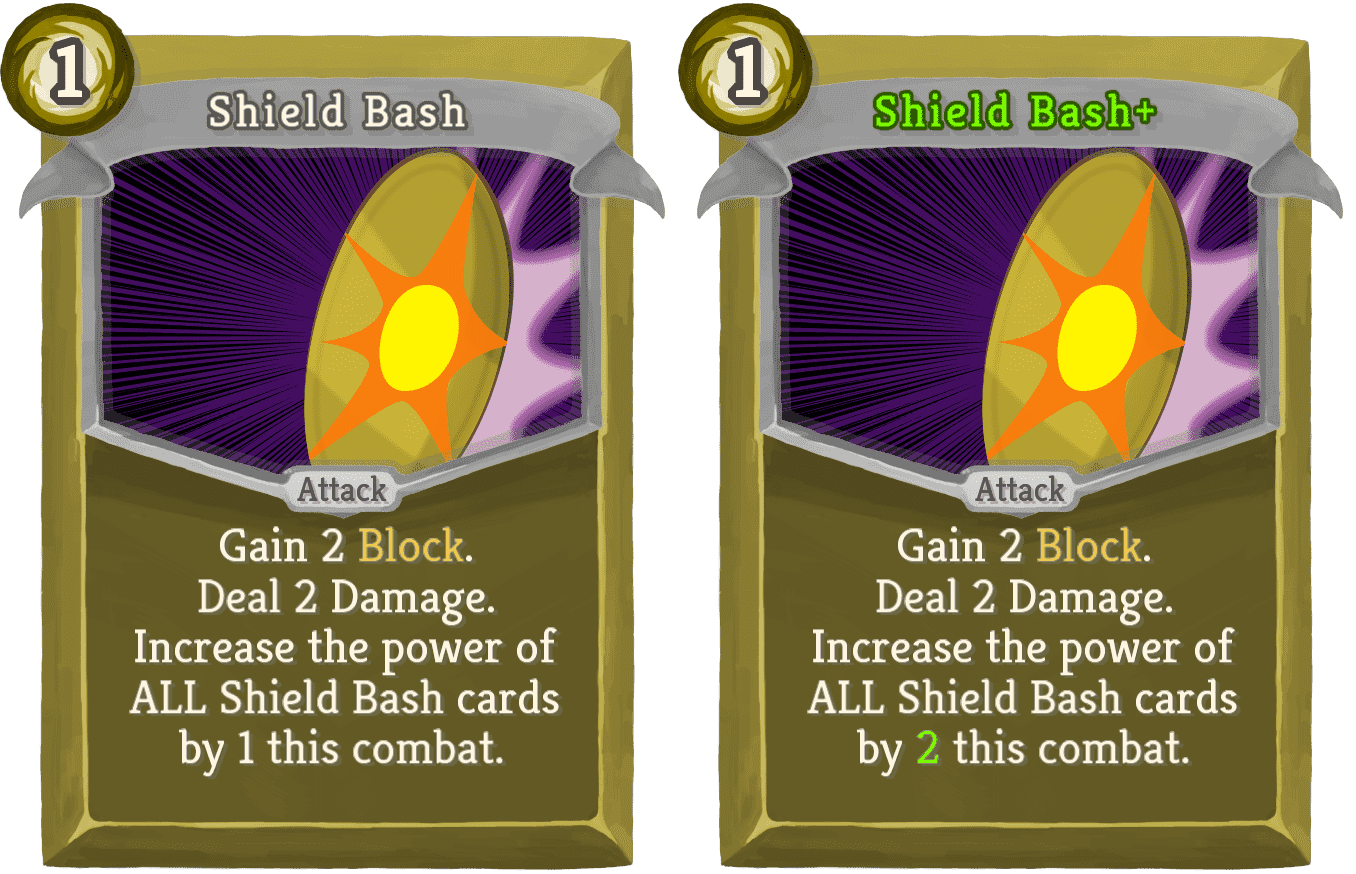 1
Shield Bash
Attack
Gain 2 Block.
Deal 2 Damage.
Increase the power of
ALL Shield Bash cards
by 1 this combat.
1
Shield Bash+
Attack
Gain 2 Block.
Deal 2 Damage.
Increase the power of
ALL Shield Bash cards
by 2 this combat.